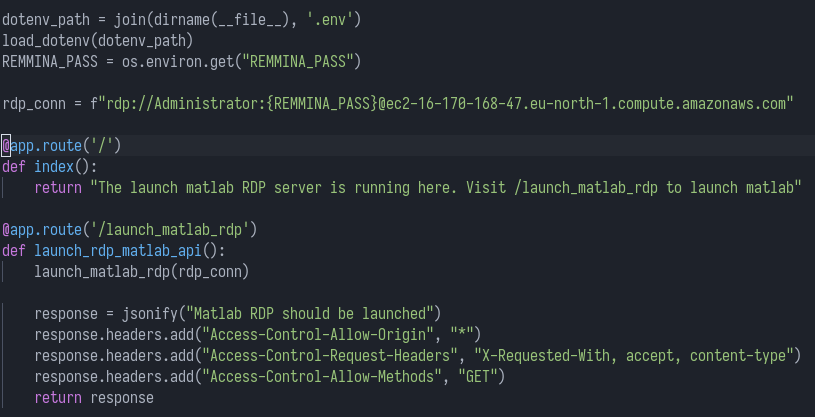 dotenv_path = join(dirname(__file__), '.env')
load_dotenv(dotenv_path)
REMMINA_PASS = os.environ.get("REMMINA_PASS")
rdp_conn = f"rdp://Administrator:{REMMINA_PASS}@ec2-16-170-168-47.eu-north-1.compute.amazonaws.com"
@app.route('/')
def index():
    return "The launch matlab RDP server is running here. Visit /launch_matlab_rdp to launch matlab"
@app.route('/launch_matlab_rdp')
def launch_rdp_matlab_api():
    launch_matlab_rdp(rdp_conn)
    response = jsonify("Matlab RDP should be launched")
    response.headers.add("Access-Control-Allow-Origin", "*")
    response.headers.add("Access-Control-Request-Headers", "X-Requested-With, accept, content-type")
    response.headers.add("Access-Control-Allow-Methods", "GET")
    return response